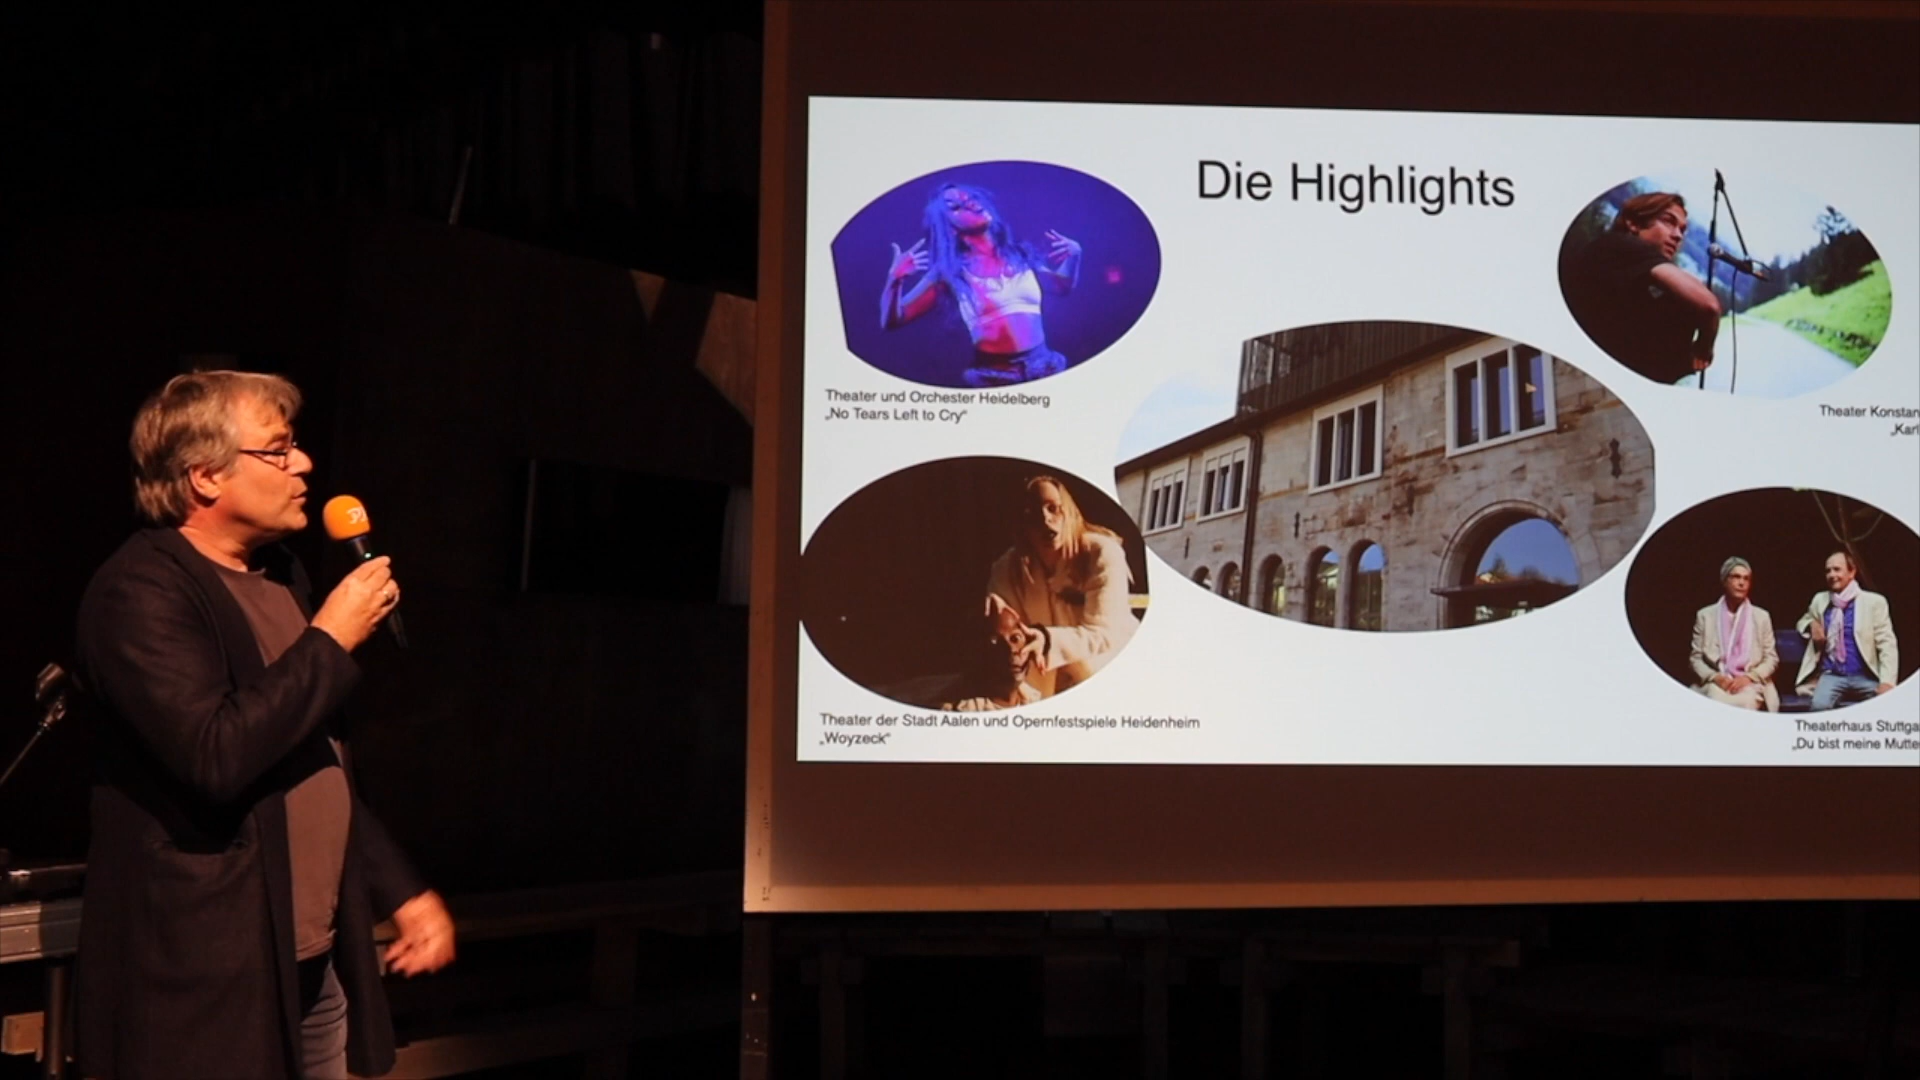 Die Highlights
Theater und Orchester Heidelberg
„No Tears Left to Cry“
Theater Konstan
„Karl
Theater der Stadt Aalen und Opernfestspiele Heidenheim
„Woyzeck“
Theaterhaus Stuttga
„Du bist meine Mutte